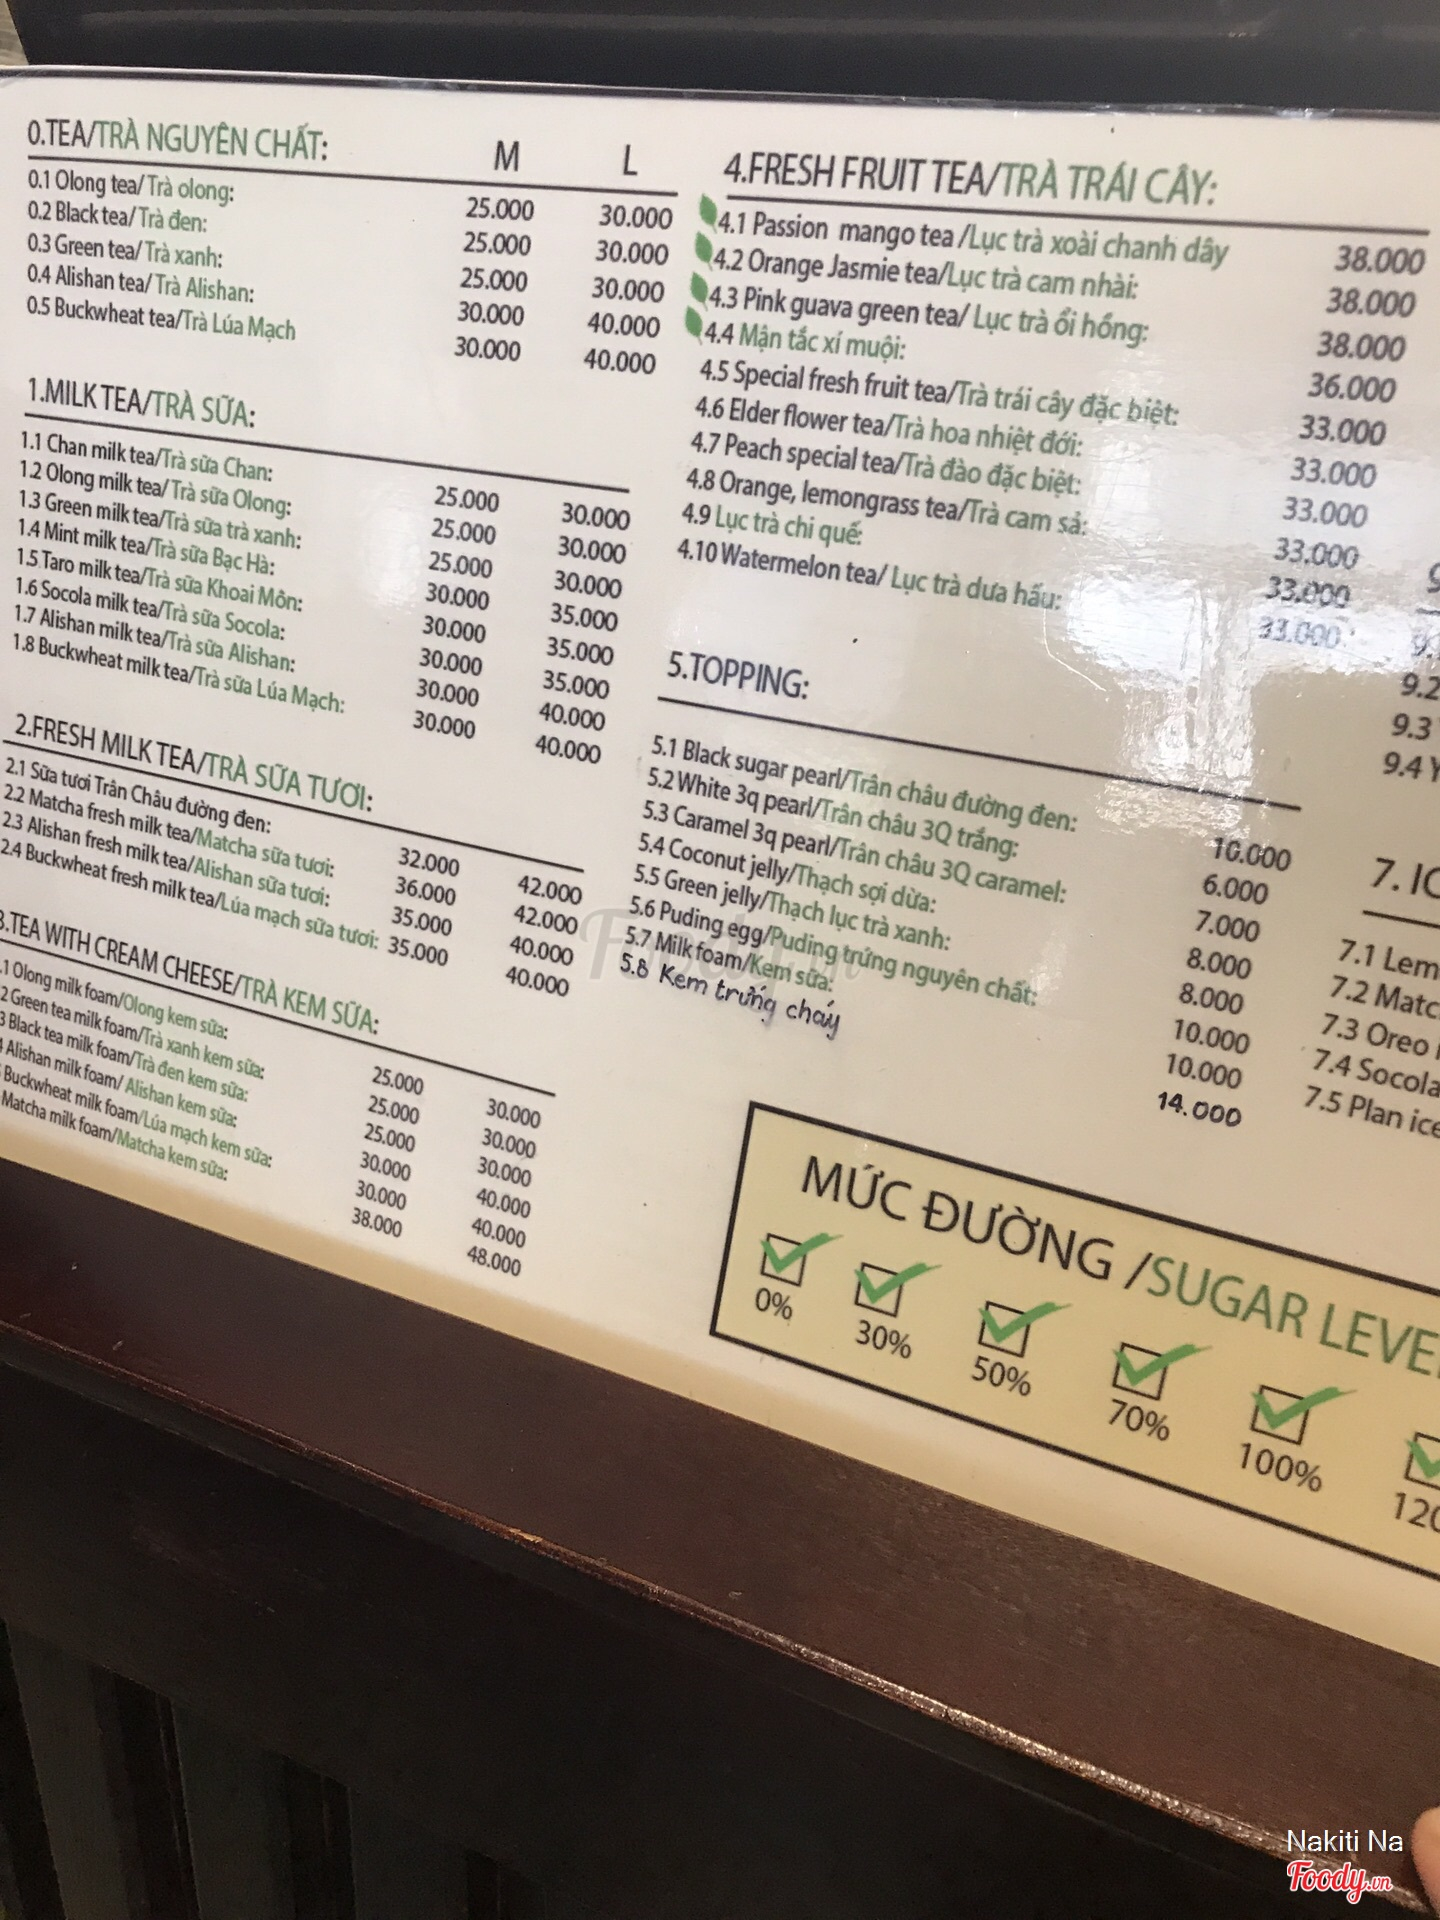 0.TEA/TRÀ NGUYÊN CHẤT: M L
0.1 Olong tea/ Trà olong: 25.000 30.000
0.2 Black tea/ Trà đen: 25.000 30.000
0.3 Green tea/ Trà xanh: 25.000 30.000
0.4 Alishan tea/ Trà Alishan: 30.000 40.000
0.5 Buckwheat tea/Trà Lúa Mạch 30.000 40.000
1.MILK TEA/TRÀ SỮA:
1.1 Chan milk tea/Trà sữa Chan: 25.000 30.000
1.2 Olong milk tea/Trà sữa Olong: 25.000 30.000
1.3 Green milk tea/Trà sữa trà xanh: 25.000 30.000
1.4 Mint milk tea/Trà sữa Bạc Hà: 30.000 35.000
1.5 Taro milk tea/Trà sữa Khoai Môn: 30.000 35.000
1.6 Socola milk tea/Trà sữa Socola: 30.000 35.000
1.7 Alishan milk tea/Trà sữa Alishan: 30.000 40.000
1.8 Buckwheat milk tea/Trà sữa Lúa Mạch: 30.000 40.000
2.FRESH MILK TEA/TRÀ SỮA TƯƠI:
2.1 Sữa tươi Trân Châu đường đen: 32.000 42.000
2.2 Matcha fresh milk tea/Matcha sữa tươi: 36.000 42.000
2.3 Alishan fresh milk tea/Alishan sữa tươi: 35.000 40.000
2.4 Buckwheat fresh milk tea/Lúa mạch sữa tươi: 35.000 40.000
3.TEA WITH CREAM CHEESE/TRÀ KEM SỮA:
.1 Olong milk foam/Olong kem sữa: 25.000 30.000
2 Green tea milk foam/Trà xanh kem sữa: 25.000 30.000
3 Black tea milk foam/Trà đen kem sữa: 25.000 30.000
4 Alishan milk foam/ Alishan kem sữa: 30.000 40.000
Buckwheat milk foam/Lúa mạch kem sữa: 30.000 40.000
Matcha milk foam/Matcha kem sữa: 38.000 48.000
4.FRESH FRUIT TEA/TRÀ TRÁI CÂY:
4.1 Passion mango tea /Lục trà xoài chanh dây 38.000
4.2 Orange Jasmie tea/Lục trà cam nhài: 38.000
4.3 Pink guava green tea/ Lục trà ổi hồng: 38.000
4.4 Mận tắc xí muội: 36.000
4.5 Special fresh fruit tea/Trà trái cây đặc biệt: 33.000
4.6 Elder flower tea/Trà hoa nhiệt đới: 33.000
4.7 Peach special tea/Trà đào đặc biệt: 33.000
4.8 Orange, lemongrass tea/Trà cam sả: 33.000
4.9 Lục trà chi quế: 33.000
4.10 Watermelon tea/ Lục trà dưa hấu: 33.000
5.TOPPING:
5.1 Black sugar pearl/Trân châu đường đen: 10.000
5.2 White 3q pearl/Trân châu 3Q trắng: 6.000
5.3 Caramel 3q pearl/Trân châu 3Q caramel: 7.000
5.4 Coconut jelly/Thạch sợi dừa: 8.000
5.5 Green jelly/Thạch lục trà xanh: 8.000
5.6 Puding egg/Puding trứng nguyên chất: 10.000
5.7 Milk foam/Kem sữa: 10.000
5.8 Kem trứng cháy 14.000
MỨC ĐƯỜNG /SUGAR LEVE
0% 30% 50% 70% 100% 120
9
9.
9.2
9.3
9.4 Y
7. IC
7.1 Lem
7.2 Matc
7.3 Oreo
7.4 Socola
7.5 Plan ice
Foody.vn
Nakiti Na
Foody.vn